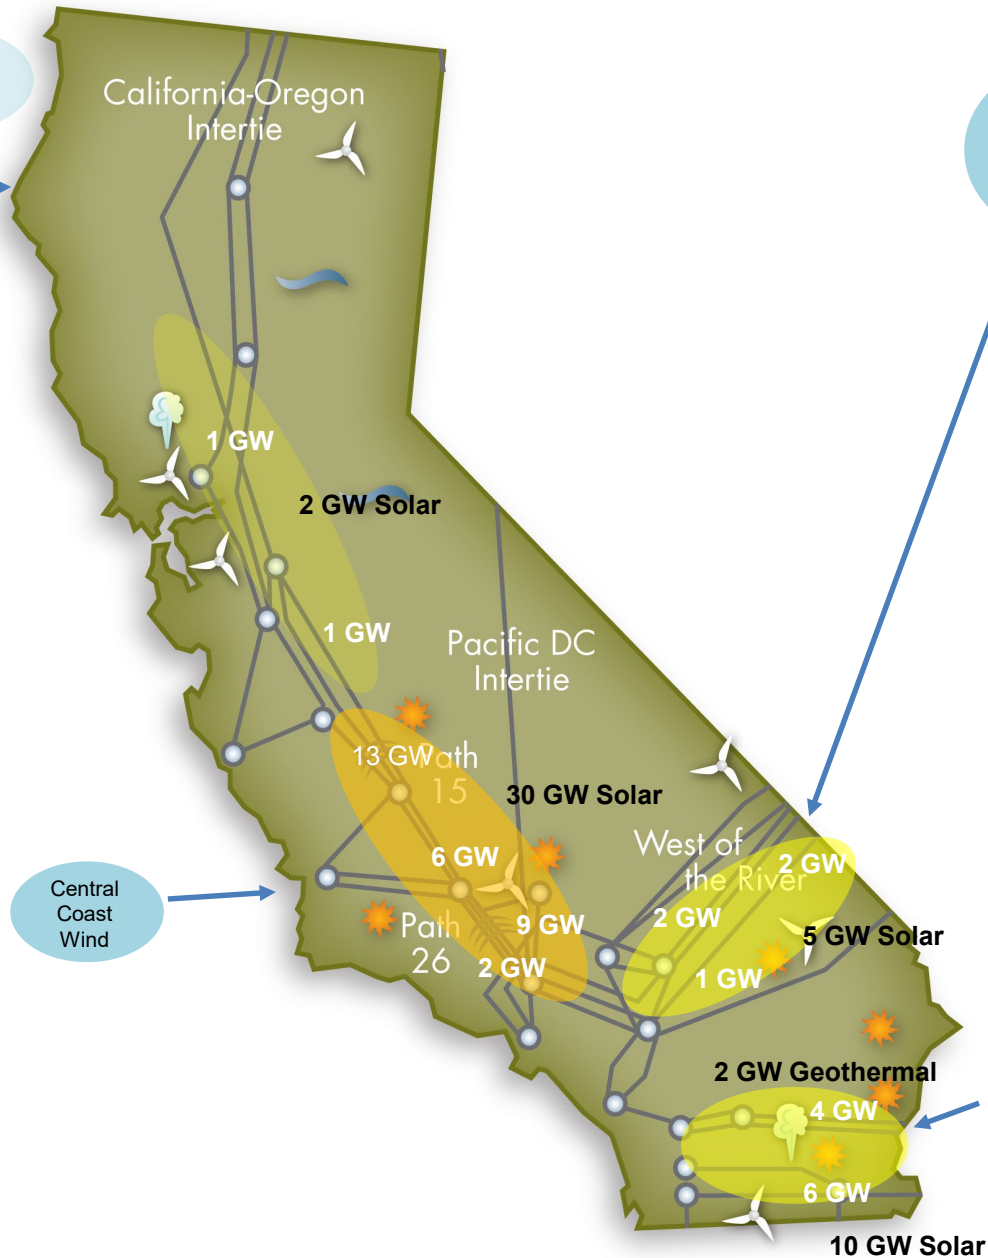 California-Oregon
Intertie
1 GW
2 GW Solar
1 GW
Pacific DC
Intertie
13 GW
Path
15
30 GW Solar
6 GW
West of
the River
2 GW
Central
Coast
Wind
Path
26
9 GW
2 GW
2 GW
5 GW Solar
1 GW
2 GW Geothermal
4 GW
6 GW
10 GW Solar